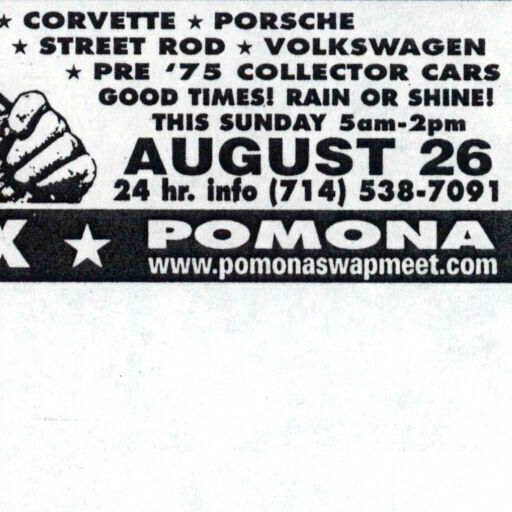 ★ CORVETTE ★ PORSCHE
★ STREET ROD ★ VOLKSWAGEN
★ PRE '75 COLLECTOR CARS
GOOD TIMES! RAIN OR SHINE!
THIS SUNDAY 5am-2pm
AUGUST 26
24 hr. info (714) 538-7091
X ★ POMONA
www.pomonaswapmeet.com